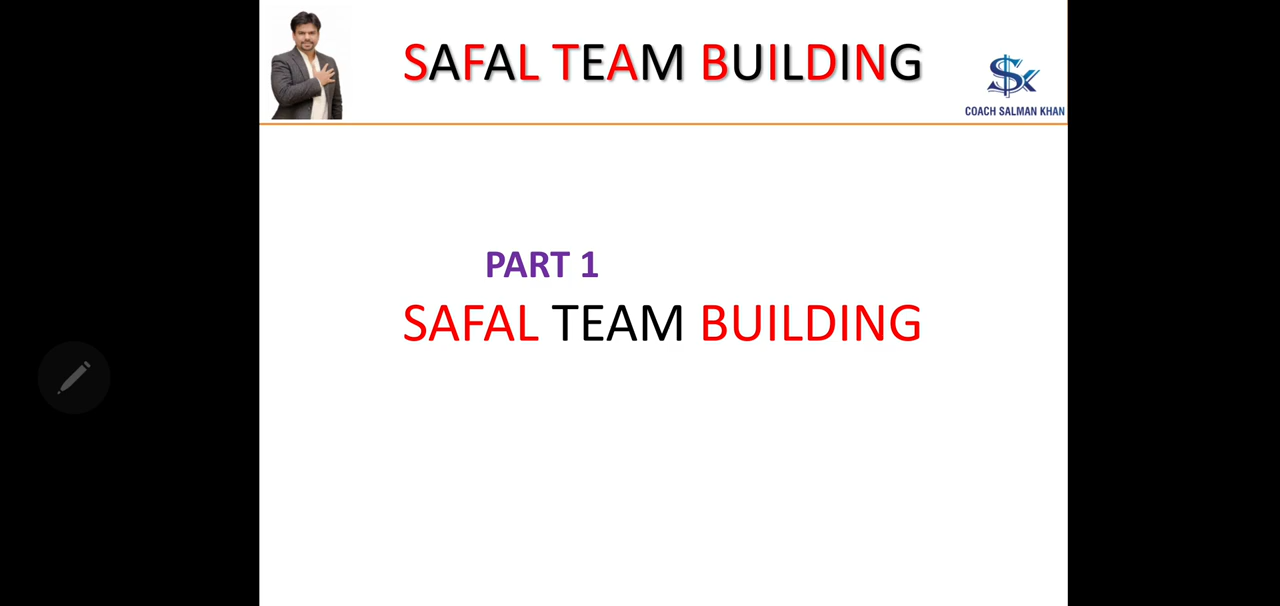 SAFAL TEAM BUILDING
COACH SALMAN KHAN
PART 1
SAFAL TEAM BUILDING